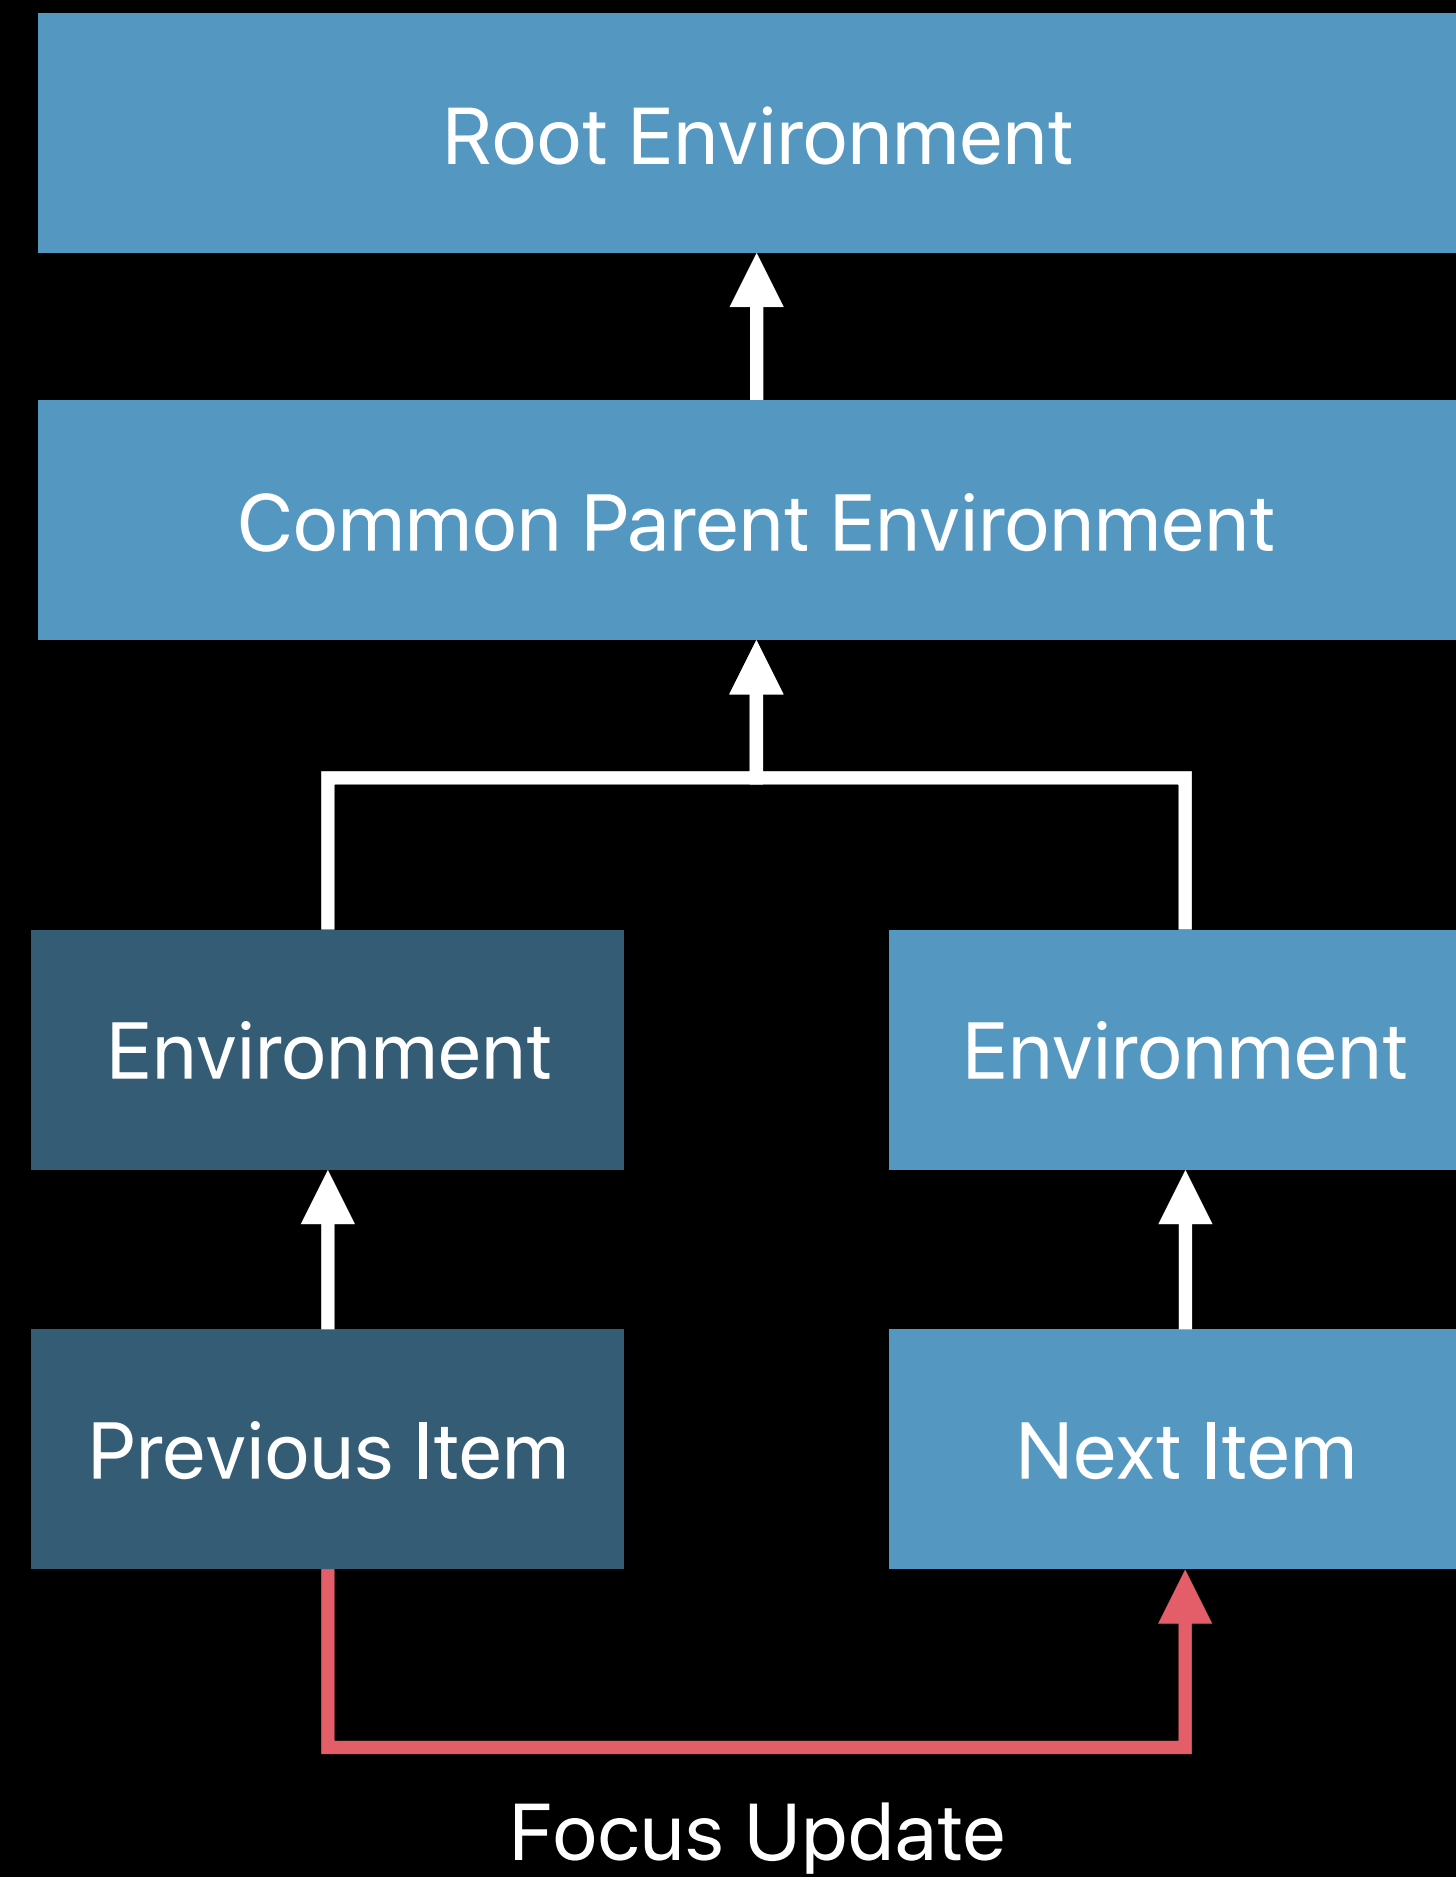 Root Environment
Common Parent Environment
Environment
Environment
Previous Item
Next Item
Focus Update